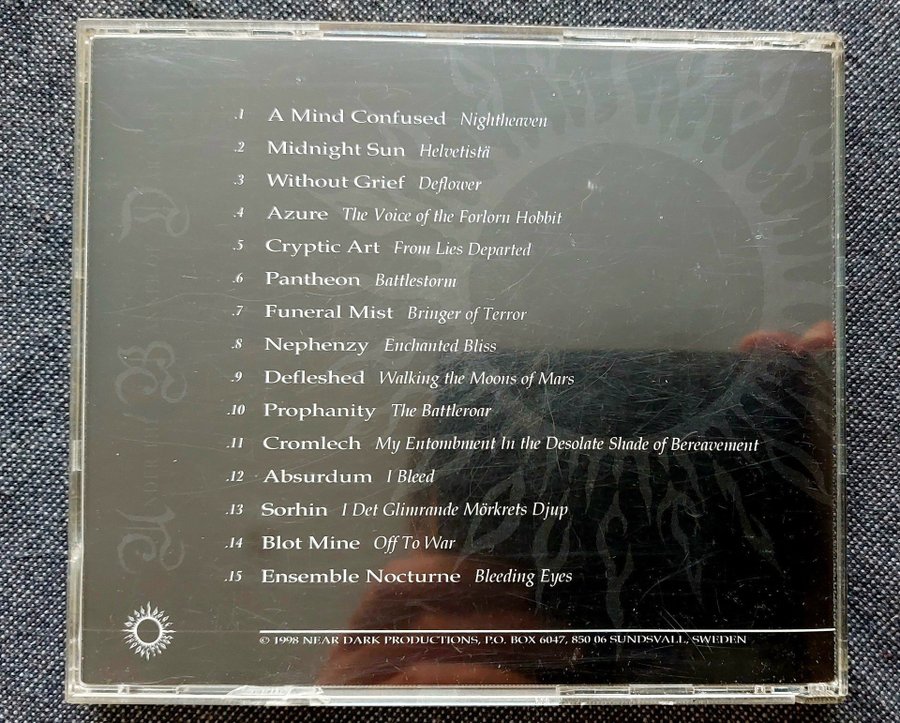 .1 A Mind Confused Nightheaven
.2 Midnight Sun Helvetistä
.3 Without Grief Deflower
.4 Azure The Voice of the Forlorn Hobbit
.5 Cryptic Art From Lies Departed
.6 Pantheon Battlestorm
.7 Funeral Mist Bringer of Terror
.8 Nephenzy Enchanted Bliss
.9 Defleshed Walking the Moons of Mars
.10 Prophanity The Battleroar
.11 Cromlech My Entombment In the Desolate Shade of Bereavement
.12 Absurdum I Bleed
.13 Sorhin I Det Glimrande Mörkrets Djup
.14 Blot Mine Off To War
.15 Ensemble Nocturne Bleeding Eyes
© 1998 NEAR DARK PRODUCTIONS, P.O. BOX 6047, 850 06 SUNDSVALL, SWEDEN